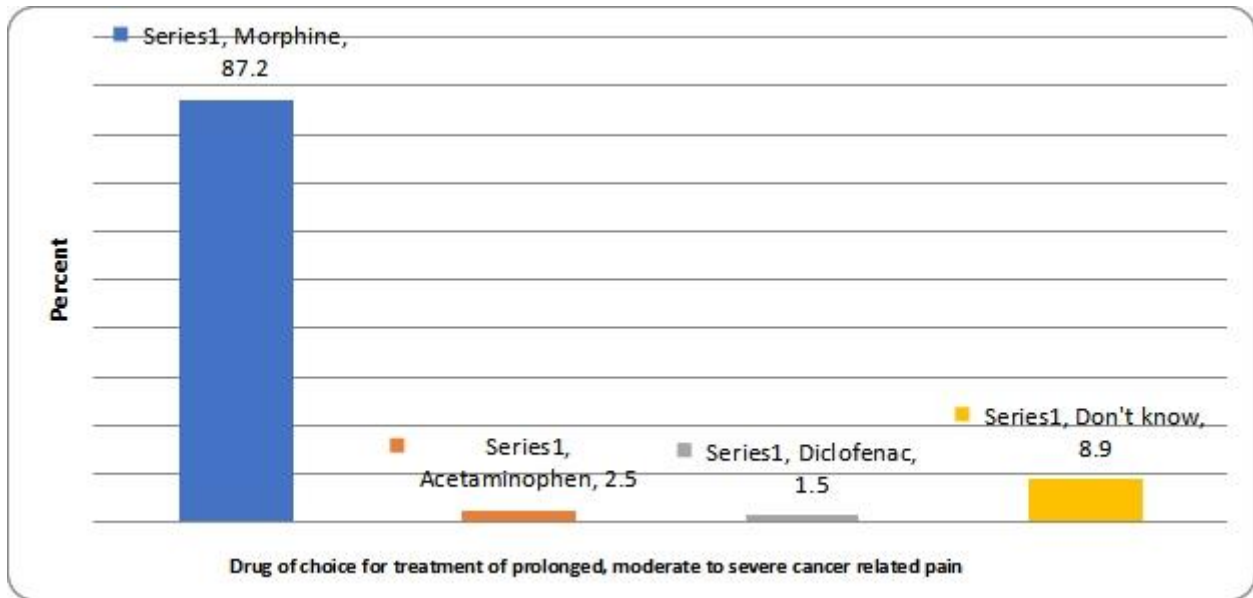 Series1, Morphine,
87.2
Series1,
Acetaminophen, 2.5
Series1, Diclofenac,
1.5
Series1, Don't know,
8.9
Percent
Drug of choice for treatment of prolonged, moderate to severe cancer related pain